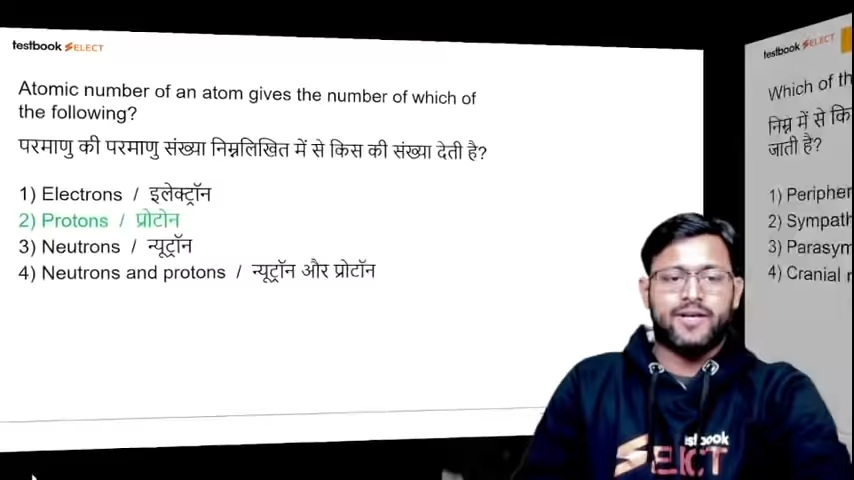 testbook SELECT
Atomic number of an atom gives the number of which of
the following?
परमाणु की परमाणु संख्या निम्नलिखित में से किस की संख्या देती है?
1) Electrons / इलेक्ट्रॉन
2) Protons / प्रोटोन
3) Neutrons / न्यूट्रॉन
4) Neutrons and protons / न्यूट्रॉन और प्रोटॉन
testbook SELECT
Which of th
निम्न में से कि
जाती है?
1) Peripher
2) Sympath
3) Parasym
4) Cranial